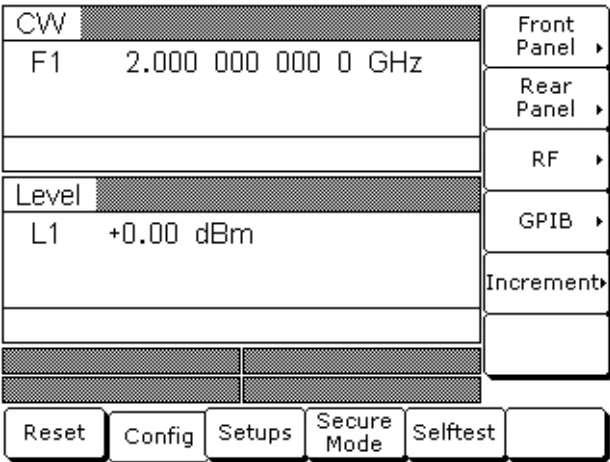 CW
F1 2.000 000 000 0 GHz
Level
L1 +0.00 dBm
Front
Panel
Rear
Panel
RF
GPIB
Increment
Reset
Config
Setups
Secure
Mode
Selftest